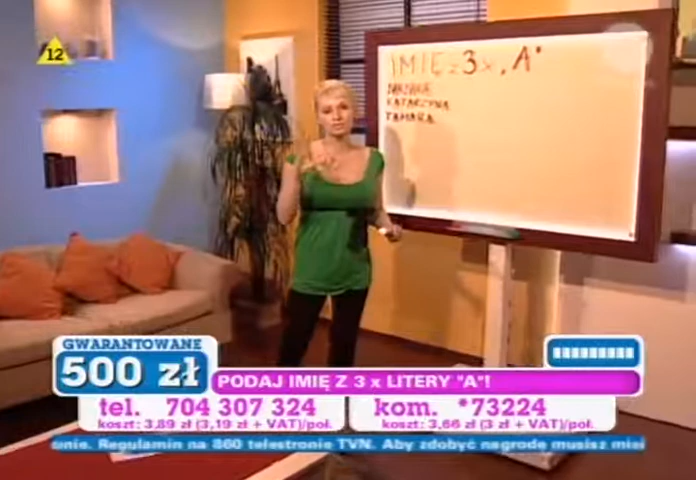 12
IMIĘ z 3 x „A"
BARBARA
KATARZYNA
TAMARA
GWARANTOWANE
500 zł
PODAJ IMIĘ Z 3 x LITERY "A"!
tel. 704 307 324
koszt: 3,89 zł (3,19 zł + VAT)/poł.
kom. *73224
koszt: 3,66 zł (3 zł + VAT)/poł.
onie. Regulamin na 860 telestronie TVN. Aby zdobyć nagrodę musisz mieć